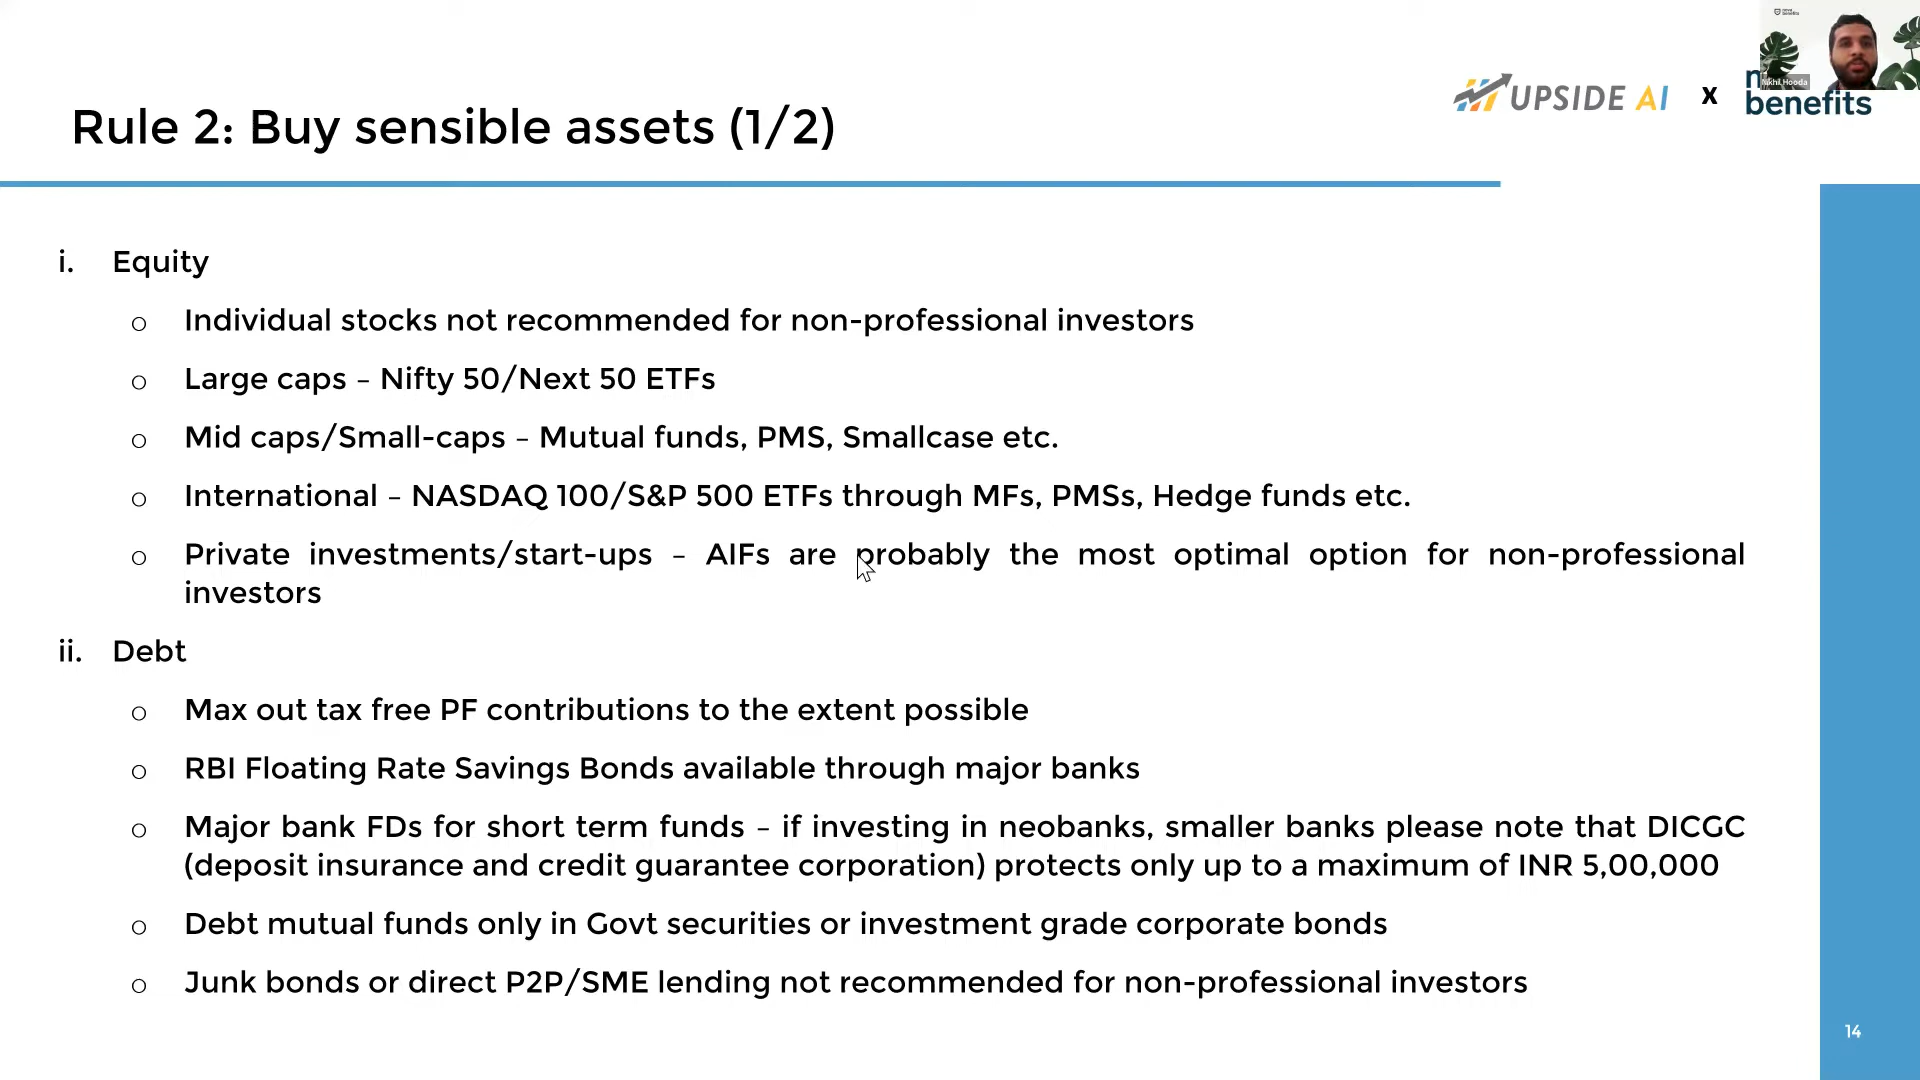 nova
benefits
Nikhil Hooda
UPSIDE AI x
benefits
Rule 2: Buy sensible assets (1/2)
i. Equity
o Individual stocks not recommended for non-professional investors
o Large caps – Nifty 50/Next 50 ETFs
o Mid caps/Small-caps – Mutual funds, PMS, Smallcase etc.
o International – NASDAQ 100/S&P 500 ETFs through MFs, PMSs, Hedge funds etc.
o Private investments/start-ups – AIFs are probably the most optimal option for non-professional
investors
ii. Debt
o Max out tax free PF contributions to the extent possible
o RBI Floating Rate Savings Bonds available through major banks
o Major bank FDs for short term funds – if investing in neobanks, smaller banks please note that DICGC
(deposit insurance and credit guarantee corporation) protects only up to a maximum of INR 5,00,000
o Debt mutual funds only in Govt securities or investment grade corporate bonds
o Junk bonds or direct P2P/SME lending not recommended for non-professional investors
14